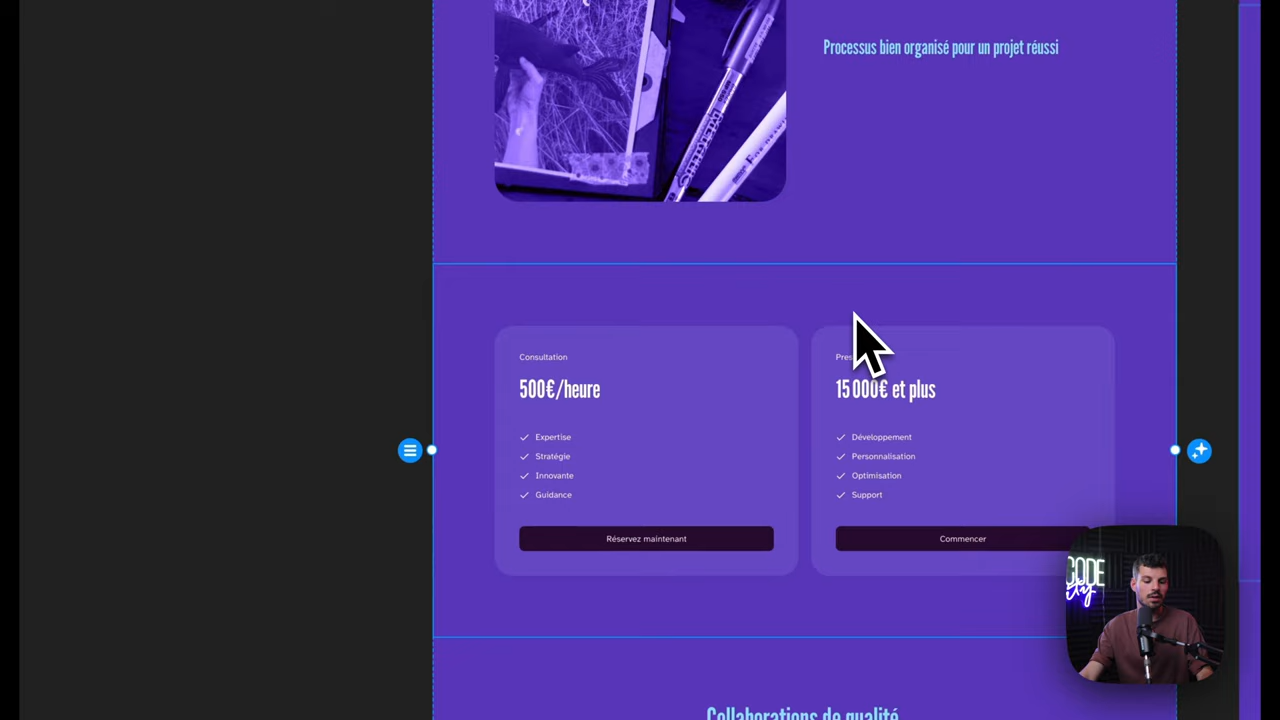 Processus bien organisé pour un projet réussi
Consultation
500€/heure
Expertise
Stratégie
Innovante
Guidance
Réservez maintenant
15 000€ et plus
Développement
Personnalisation
Optimisation
Support
Commencer
CODE
Collaborations de qualité